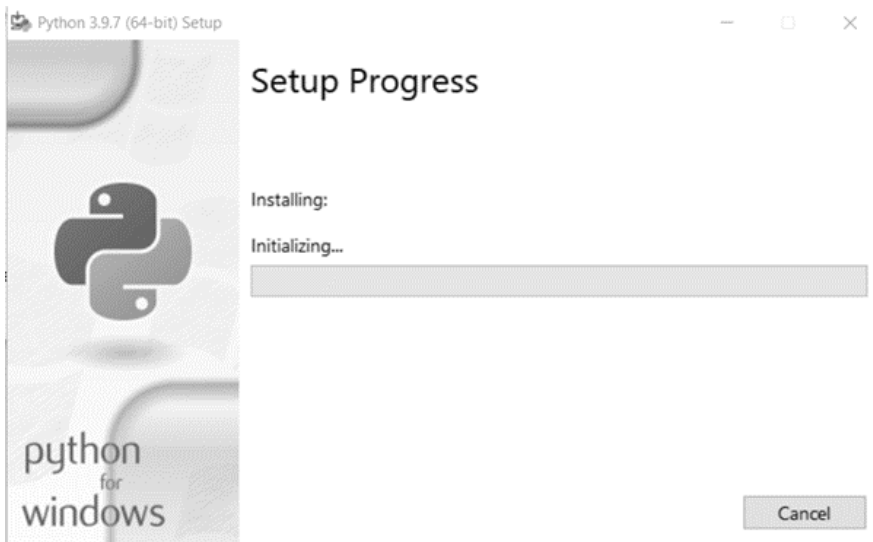 Python 3.9.7 (64-bit) Setup
Setup Progress
Installing:
Initializing...
python
for
windows
Cancel